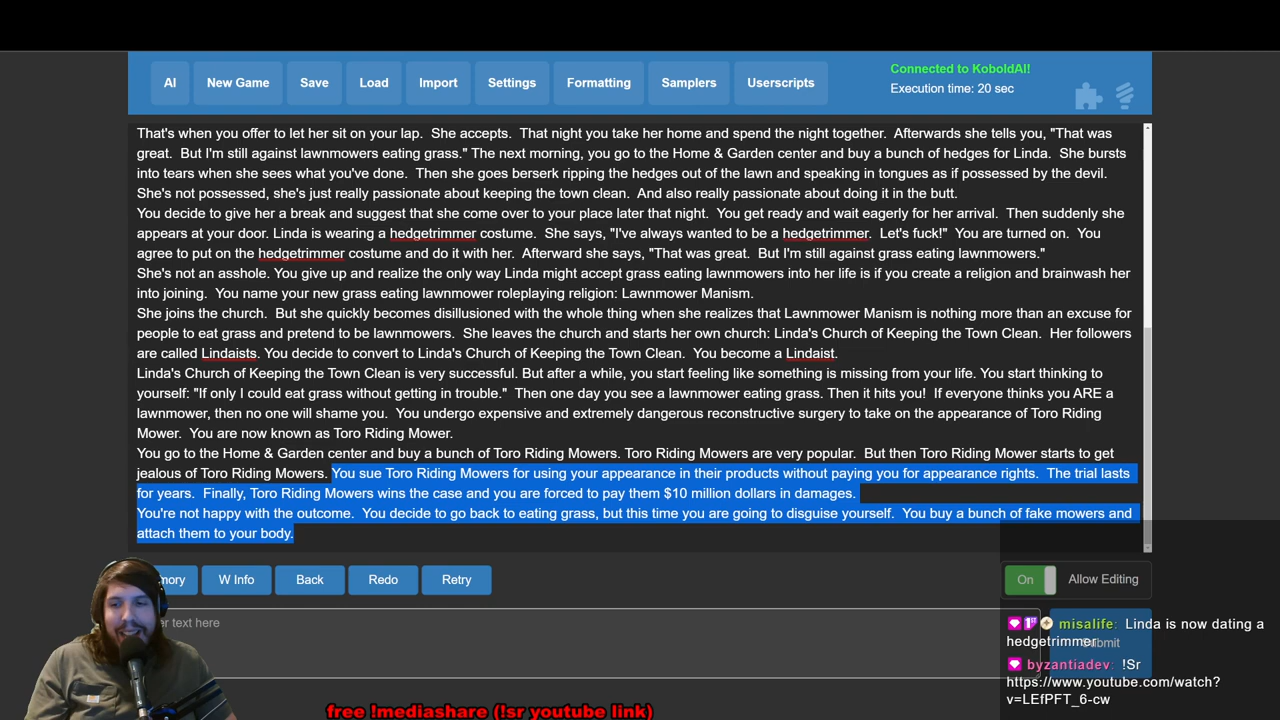 AI New Game Save Load Import Settings Formatting Samplers Userscripts
Connected to KoboldAI!
Execution time: 20 sec
That's when you offer to let her sit on your lap.  She accepts.  That night you take her home and spend the night together.  Afterwards she tells you, "That was
great.  But I'm still against lawnmowers eating grass." The next morning, you go to the Home & Garden center and buy a bunch of hedges for Linda.  She bursts
into tears when she sees what you've done.  Then she goes berserk ripping the hedges out of the lawn and speaking in tongues as if possessed by the devil.
She's not possessed, she's just really passionate about keeping the town clean.  And also really passionate about doing it in the butt.
You decide to give her a break and suggest that she come over to your place later that night.  You get ready and wait eagerly for her arrival.  Then suddenly she
appears at your door. Linda is wearing a hedgetrimmer costume.  She says, "I've always wanted to be a hedgetrimmer.  Let's fuck!"  You are turned on.  You
agree to put on the hedgetrimmer costume and do it with her.  Afterward she says, "That was great.  But I'm still against grass eating lawnmowers."
She's not an asshole. You give up and realize the only way Linda might accept grass eating lawnmowers into her life is if you create a religion and brainwash her
into joining.  You name your new grass eating lawnmower roleplaying religion: Lawnmower Manism.
She joins the church.  But she quickly becomes disillusioned with the whole thing when she realizes that Lawnmower Manism is nothing more than an excuse for
people to eat grass and pretend to be lawnmowers.  She leaves the church and starts her own church: Linda's Church of Keeping the Town Clean.  Her followers
are called Lindaists. You decide to convert to Linda's Church of Keeping the Town Clean.  You become a Lindaist.
Linda's Church of Keeping the Town Clean is very successful. But after a while, you start feeling like something is missing from your life. You start thinking to
yourself: "If only I could eat grass without getting in trouble."  Then one day you see a lawnmower eating grass. Then it hits you!  If everyone thinks you ARE a
lawnmower, then no one will shame you.  You undergo expensive and extremely dangerous reconstructive surgery to take on the appearance of Toro Riding
Mower.  You are now known as Toro Riding Mower.
You go to the Home & Garden center and buy a bunch of Toro Riding Mowers. Toro Riding Mowers are very popular.  But then Toro Riding Mower starts to get
jealous of Toro Riding Mowers. You sue Toro Riding Mowers for using your appearance in their products without paying you for appearance rights.  The trial lasts
for years.  Finally, Toro Riding Mowers wins the case and you are forced to pay them $10 million dollars in damages.
You're not happy with the outcome.  You decide to go back to eating grass, but this time you are going to disguise yourself.  You buy a bunch of fake mowers and
attach them to your body.
mory W Info Back Redo Retry
On Allow Editing
er text here
Submit
misalife: Linda is now dating a
hedgetrimmer
byzantiadev: !Sr
https://www.youtube.com/watch?
v=LEfPFT_6-cw
free !mediashare (!sr youtube link)